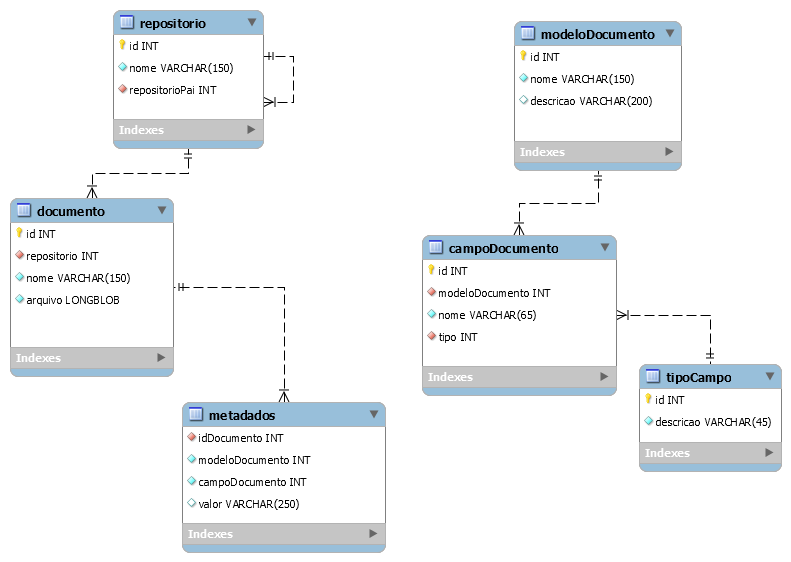 repositorio
id INT
nome VARCHAR(150)
repositorioPai INT
Indexes
modeloDocumento
id INT
nome VARCHAR(150)
descricao VARCHAR(200)
Indexes
documento
id INT
repositorio INT
nome VARCHAR(150)
arquivo LONGBLOB
Indexes
campoDocumento
id INT
modeloDocumento INT
nome VARCHAR(65)
tipo INT
Indexes
tipoCampo
id INT
descricao VARCHAR(45)
Indexes
metadados
idDocumento INT
modeloDocumento INT
campoDocumento INT
valor VARCHAR(250)
Indexes